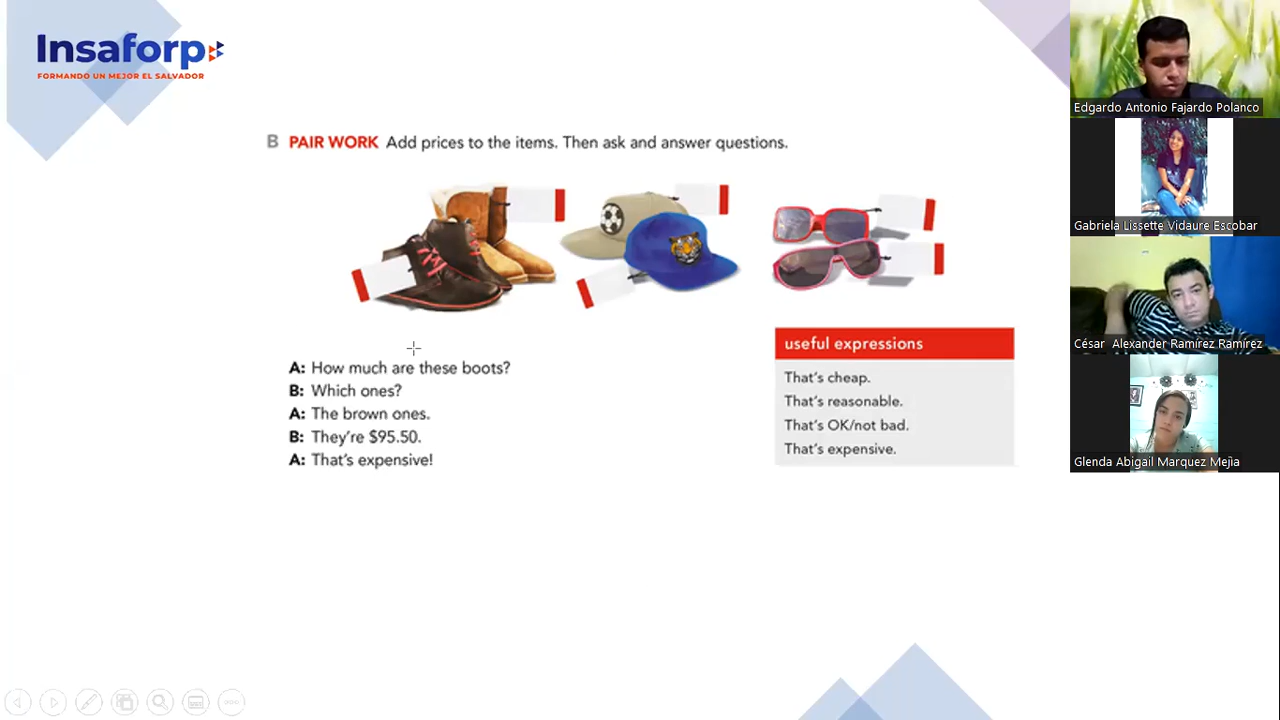 Insaforp
FORMANDO UN MEJOR EL SALVADOR
B PAIR WORK Add prices to the items. Then ask and answer questions.
A: How much are these boots?
B: Which ones?
A: The brown ones.
B: They're $95.50.
A: That's expensive!
useful expressions
That's cheap.
That's reasonable.
That's OK/not bad.
That's expensive.
Edgardo Antonio Fajardo Polanco
Gabriela Lissette Vidaure Escobar
César Alexander Ramírez Ramírez
Glenda Abigail Marquez Mejìa